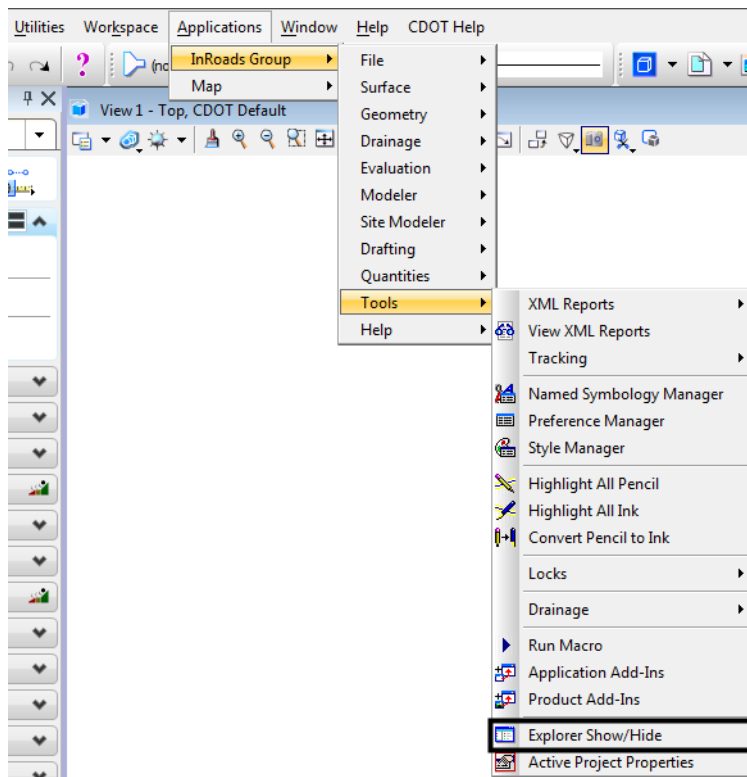 Utilities Workspace Applications Window Help CDOT Help
? (no
InRoads Group
Map
View 1 - Top, CDOT Default
File
Surface
Geometry
Drainage
Evaluation
Modeler
Site Modeler
Drafting
Quantities
Tools
Help
XML Reports
View XML Reports
Tracking
Named Symbology Manager
Preference Manager
Style Manager
Highlight All Pencil
Highlight All Ink
Convert Pencil to Ink
Locks
Drainage
Run Macro
Application Add-Ins
Product Add-Ins
Explorer Show/Hide
Active Project Properties